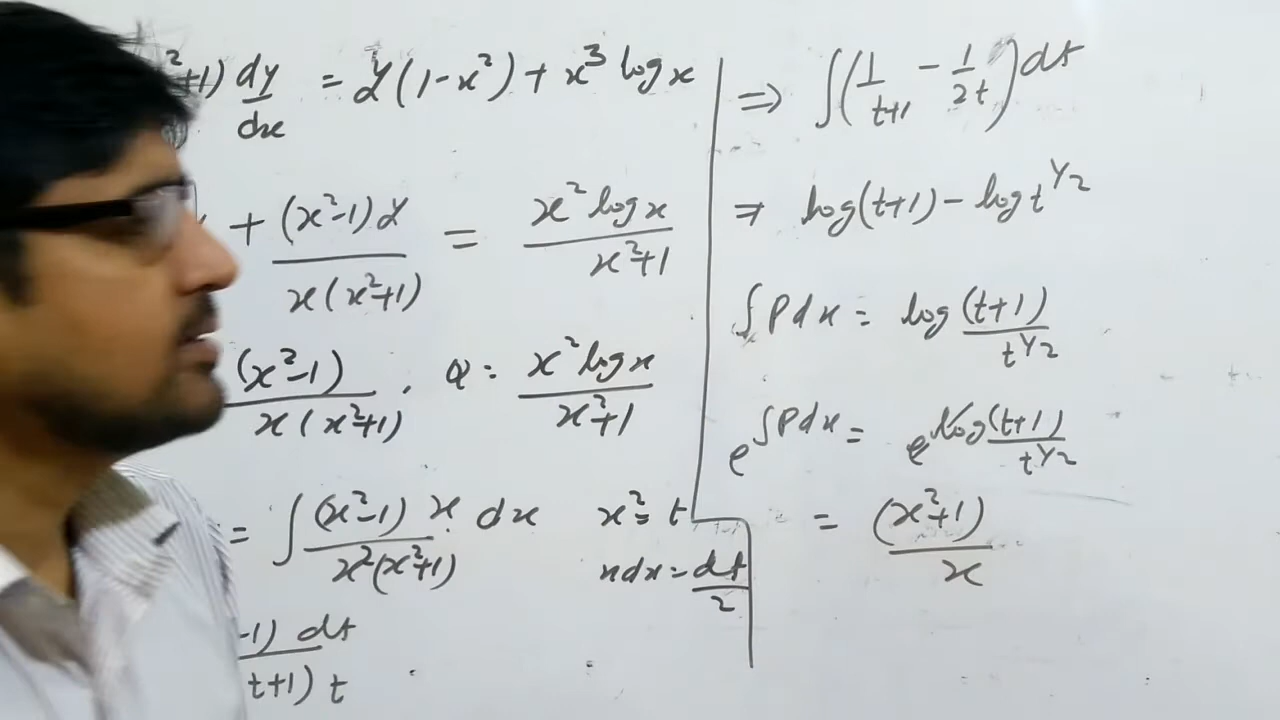 ²+1) dy/dx = y(1-x²) + x³ log x
+ (x²-1)y / x(x²+1) = x² log x / x²+1
(x²-1) / x(x²+1) , Q = x² log x / x²+1
= ∫ (x²-1) x / x²(x²+1) dx x² = t
x dx = dt/2
-1) dt / t+1) t
⇒ ∫(1/t+1 - 1/2t) dt
⇒ log(t+1) - log t^1/2
∫Pdx = log (t+1) / t^1/2
e^∫Pdx = e^log (t+1) / t^1/2
= (x²+1) / x